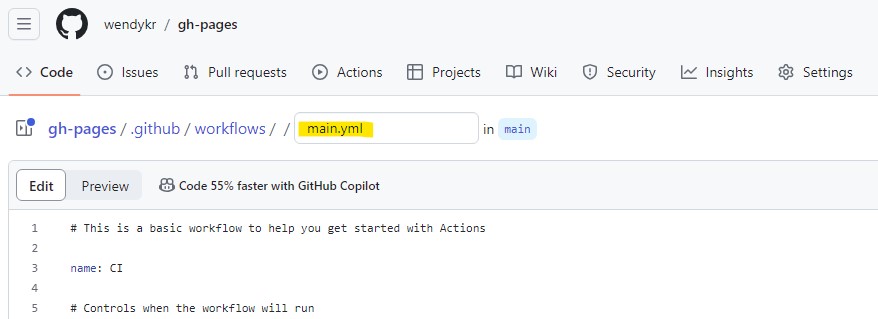 wendykr / gh-pages
Code Issues Pull requests Actions Projects Wiki Security Insights Settings
gh-pages / .github / workflows / / main.yml in main
Edit Preview Code 55% faster with GitHub Copilot
1 # This is a basic workflow to help you get started with Actions
2
3 name: CI
4
5 # Controls when the workflow will run